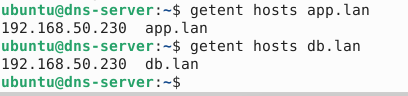 ubuntu@dns-server:~$ getent hosts app.lan
192.168.50.230  app.lan
ubuntu@dns-server:~$ getent hosts db.lan
192.168.50.230  db.lan
ubuntu@dns-server:~$